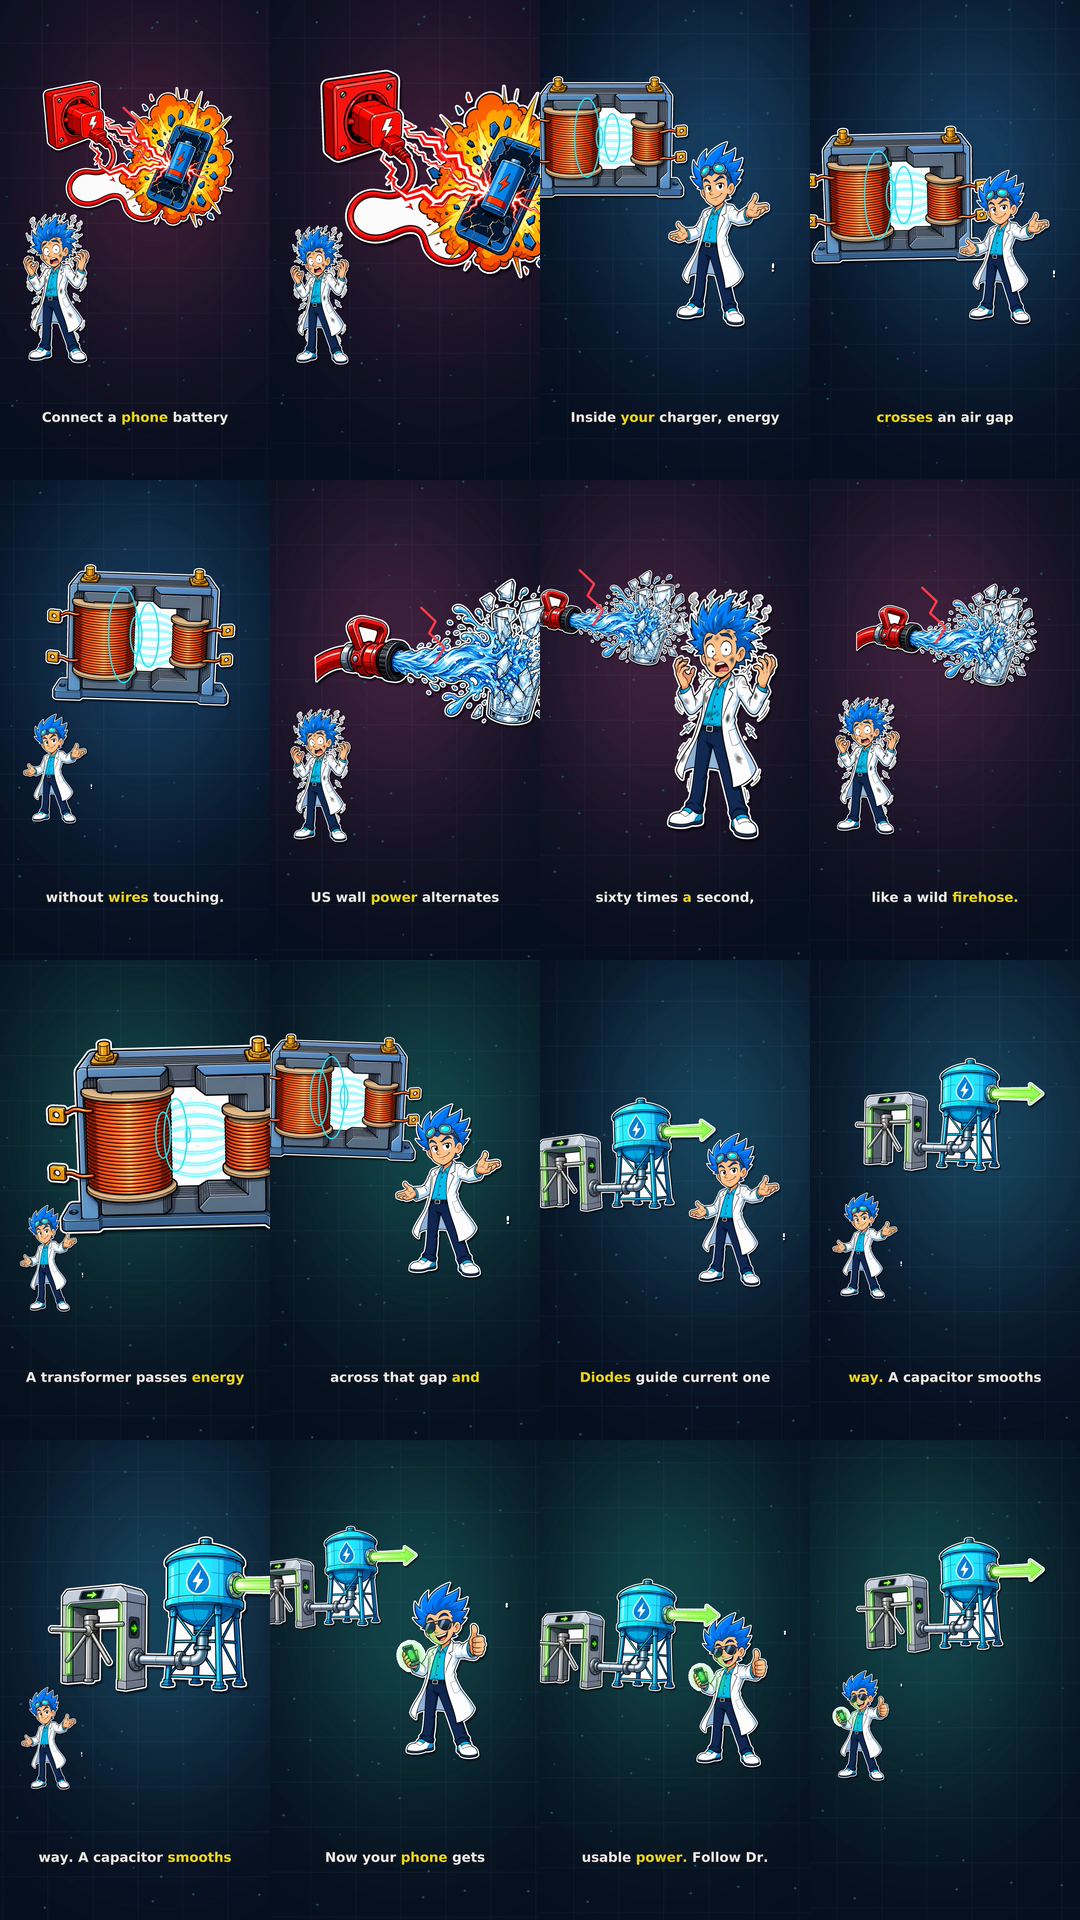 Connect a phone battery
Inside your charger, energy
crosses an air gap
without wires touching.
US wall power alternates
sixty times a second,
like a wild firehose.
A transformer passes energy
across that gap and
Diodes guide current one
way. A capacitor smooths
way. A capacitor smooths
Now your phone gets
usable power. Follow Dr.